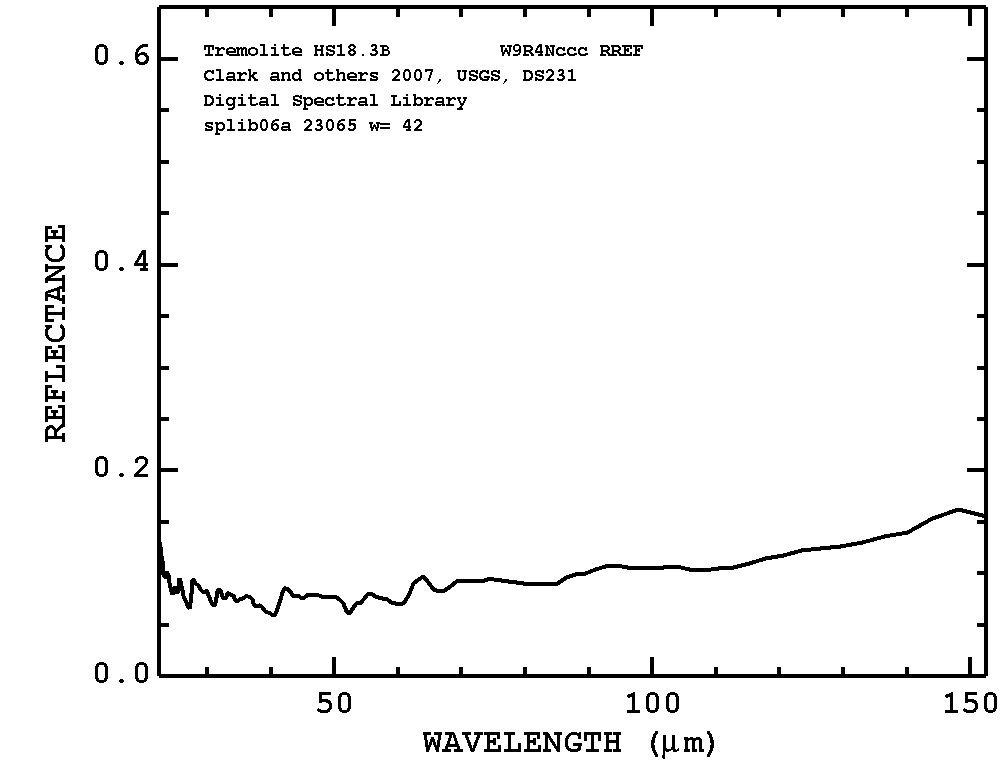 Tremolite HS18.3B W9R4Nccc RREF
Clark and others 2007, USGS, DS231
Digital Spectral Library
splib06a 23065 w= 42
0.6
0.4
0.2
0.0
REFLECTANCE
50 100 150
WAVELENGTH (μm)